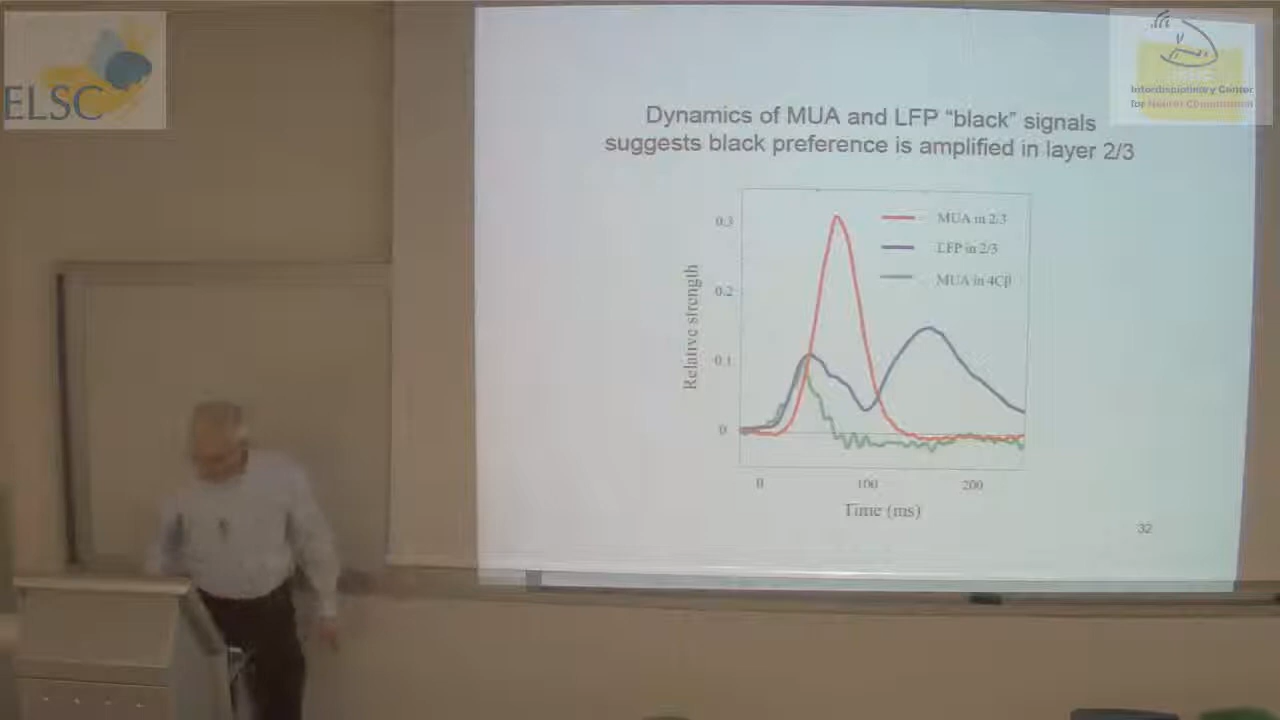 ELSC
Interdisciplinary Center
for Neural Computation
Dynamics of MUA and LFP “black” signals
suggests black preference is amplified in layer 2/3
MUA in 2/3
LFP in 2/3
MUA in 4Cβ
0.3
0.2
0.1
0
Relative strength
0
100
200
Time (ms)
32